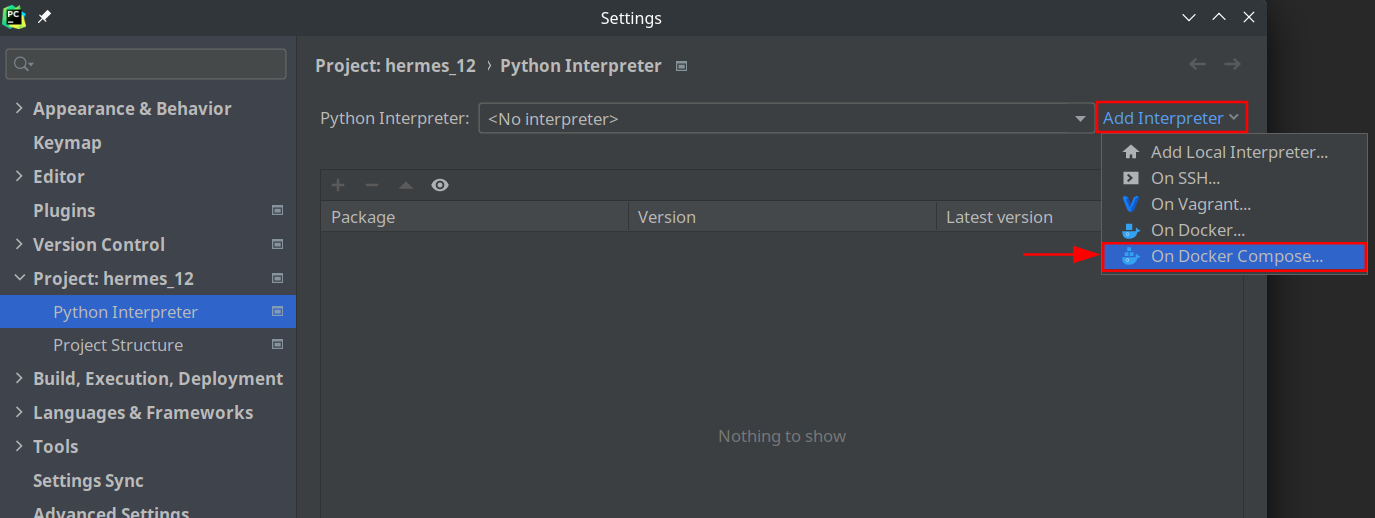 PC
Settings
Project: hermes_12 › Python Interpreter
Python Interpreter: <No interpreter> Add Interpreter
Add Local Interpreter...
On SSH...
On Vagrant...
On Docker...
On Docker Compose...
Package Version Latest version
Nothing to show
Appearance & Behavior
Keymap
Editor
Plugins
Version Control
Project: hermes_12
Python Interpreter
Project Structure
Build, Execution, Deployment
Languages & Frameworks
Tools
Settings Sync
Advanced Settings